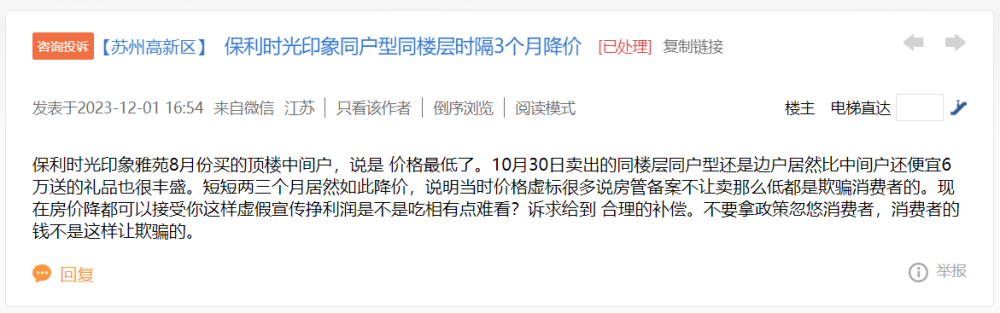 咨询投诉 【苏州高新区】 保利时光印象同户型同楼层时隔3个月降价 [已处理] 复制链接
发表于2023-12-01 16:54 来自微信 江苏 | 只看该作者 | 倒序浏览 | 阅读模式 楼主 电梯直达
保利时光印象雅苑8月份买的顶楼中间户，说是 价格最低了。10月30日卖出的同楼层同户型还是边户居然比中间户还便宜6
万送的礼品也很丰盛。短短两三个月居然如此降价，说明当时价格虚标很多说房管备案不让卖那么低都是欺骗消费者的。现
在房价降都可以接受你这样虚假宣传挣利润是不是吃相有点难看？诉求给到 合理的补偿。不要拿政策忽悠消费者，消费者的
钱不是这样让欺骗的。
回复 举报